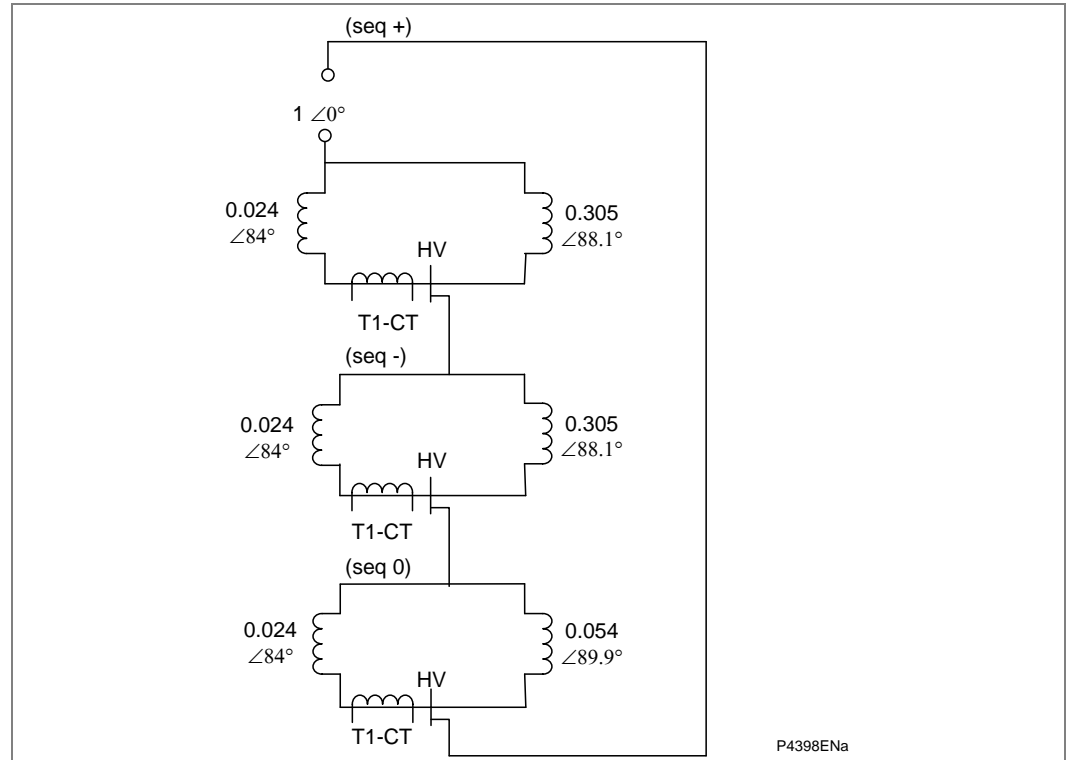 (seq +)
1 ∠0°
0.024
∠84°
0.305
∠88.1°
HV
T1-CT
(seq -)
0.024
∠84°
0.305
∠88.1°
HV
T1-CT
(seq 0)
0.024
∠84°
0.054
∠89.9°
HV
T1-CT
P4398ENa